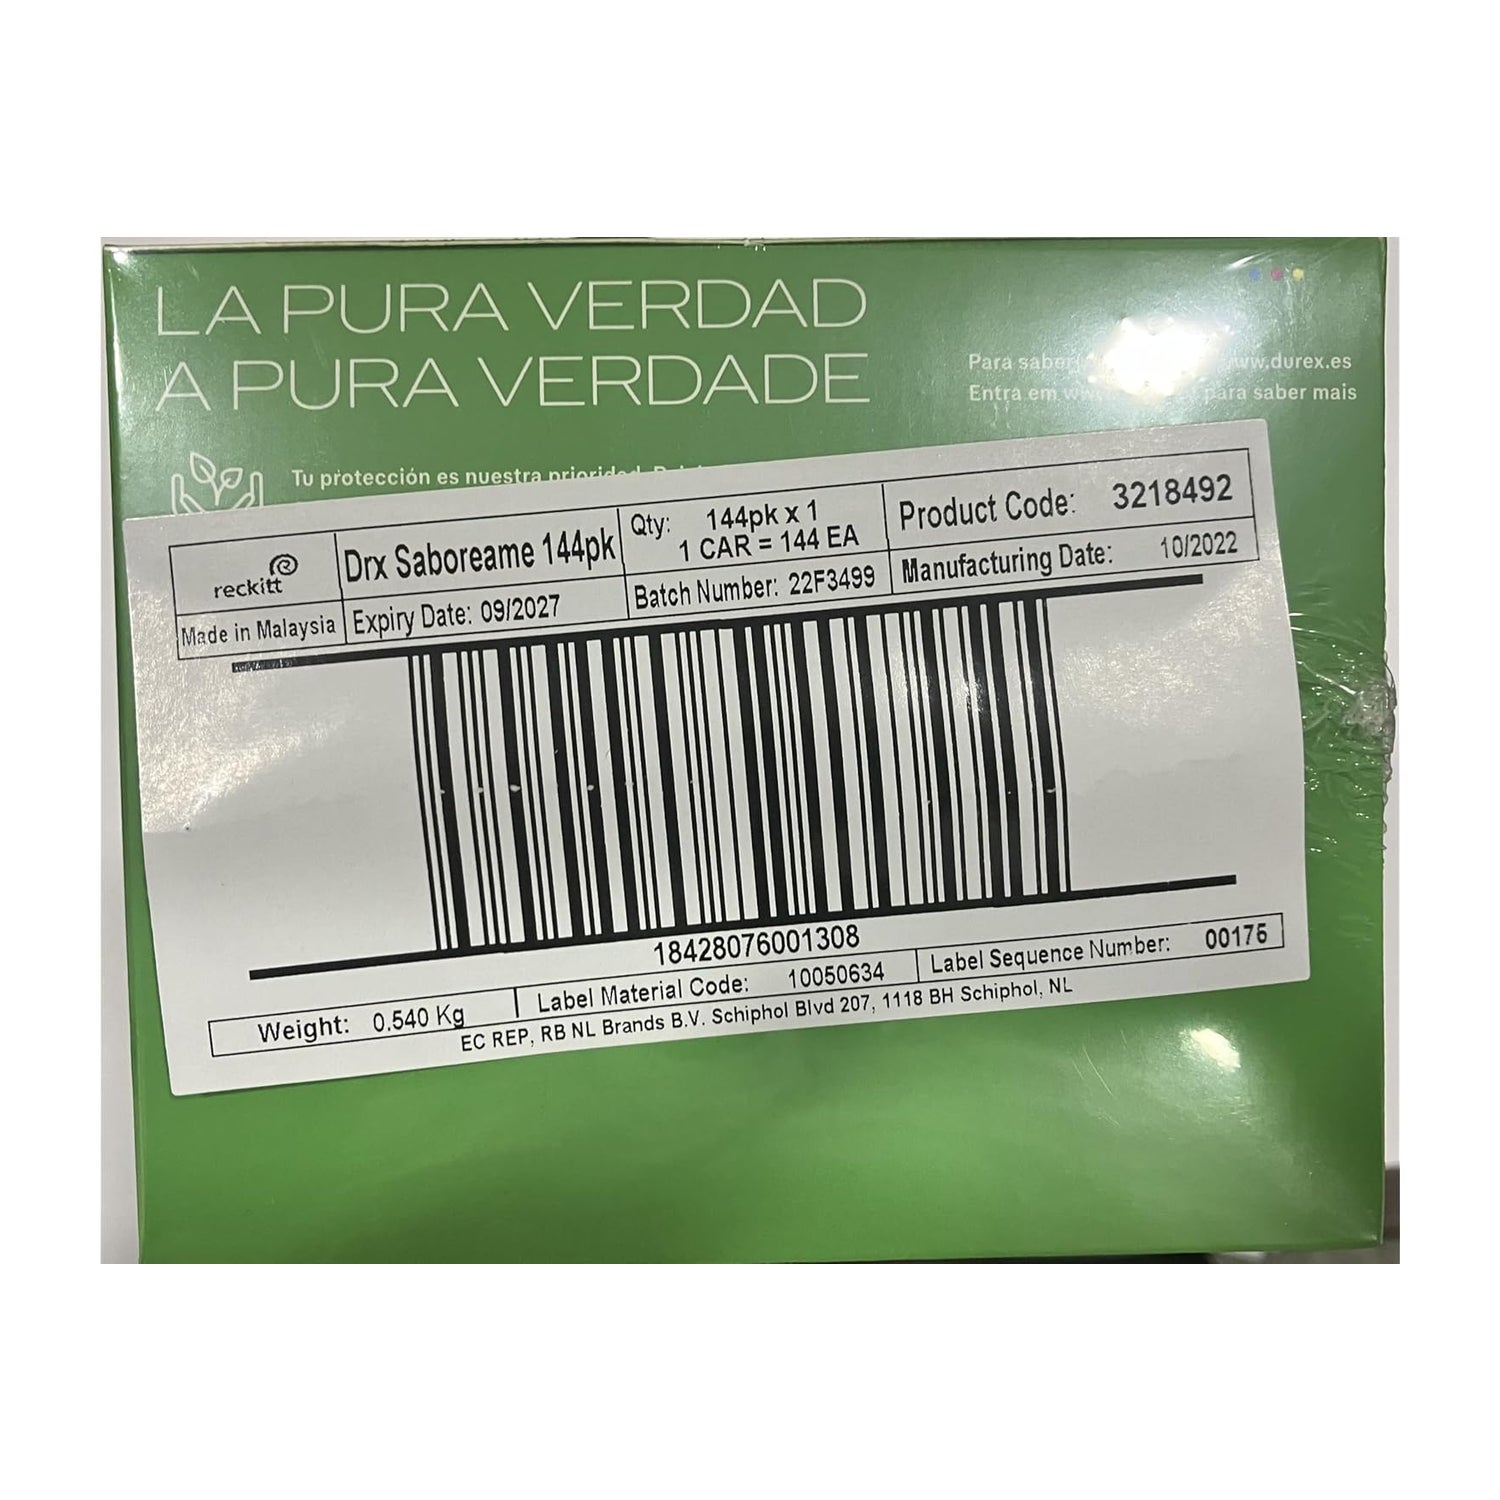 LA PURA VERDAD
A PURA VERDADE
Para saber www.durex.es
Entra em para saber mais
Tu protección es nuestra prioridad.
reckitt
Drx Saboreame 144pk
Qty: 144pk x 1
1 CAR = 144 EA
Product Code: 3218492
Made in Malaysia
Expiry Date: 09/2027
Batch Number: 22F3499
Manufacturing Date: 10/2022
18428076001308
Weight: 0.540 Kg
Label Material Code: 10050634
Label Sequence Number: 00175
EC REP, RB NL Brands B.V. Schiphol Blvd 207, 1118 BH Schiphol, NL